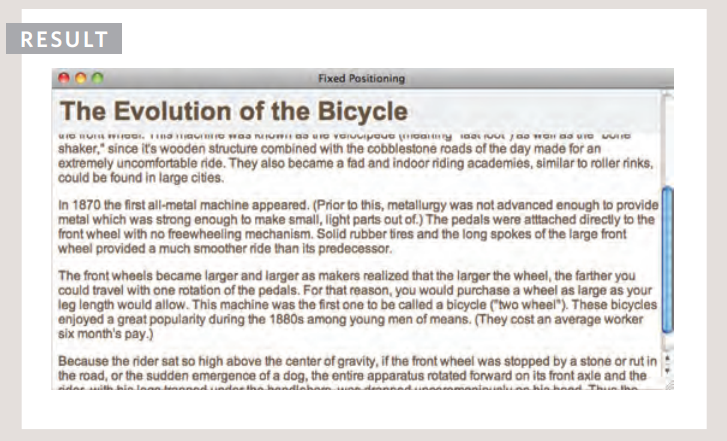 RESULT
Fixed Positioning
The Evolution of the Bicycle
the front wheel. This machine was known as the velocipede (meaning "fast foot") as well as the "bone
shaker," since it's wooden structure combined with the cobblestone roads of the day made for an
extremely uncomfortable ride. They also became a fad and indoor riding academies, similar to roller rinks,
could be found in large cities.
In 1870 the first all-metal machine appeared. (Prior to this, metallurgy was not advanced enough to provide
metal which was strong enough to make small, light parts out of.) The pedals were atttached directly to the
front wheel with no freewheeling mechanism. Solid rubber tires and the long spokes of the large front
wheel provided a much smoother ride than its predecessor.
The front wheels became larger and larger as makers realized that the larger the wheel, the farther you
could travel with one rotation of the pedals. For that reason, you would purchase a wheel as large as your
leg length would allow. This machine was the first one to be called a bicycle ("two wheel"). These bicycles
enjoyed a great popularity during the 1880s among young men of means. (They cost an average worker
six month's pay.)
Because the rider sat so high above the center of gravity, if the front wheel was stopped by a stone or rut in
the road, or the sudden emergence of a dog, the entire apparatus rotated forward on its front axle and the
rider, with his legs trapped under the handlebars, was dropped unceremoniously on his head. Thus the